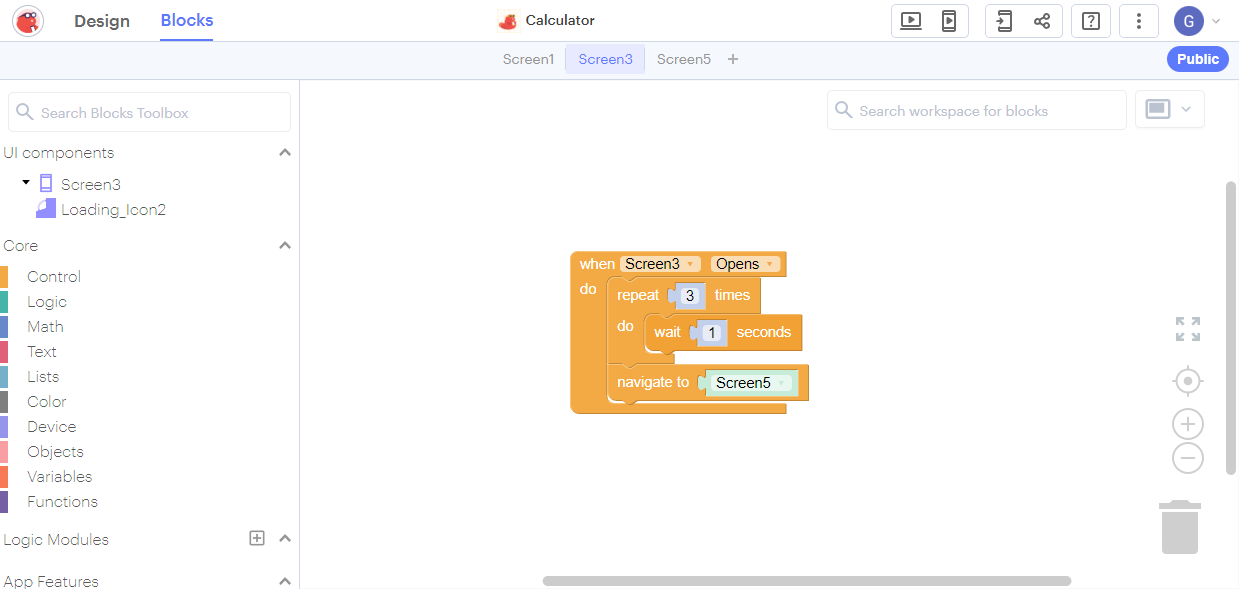 Design Blocks Calculator G
Screen1 Screen3 Screen5 + Public
Search Blocks Toolbox
Search workspace for blocks
UI components
Screen3
Loading_Icon2
Core
Control
Logic
Math
Text
Lists
Color
Device
Objects
Variables
Functions
Logic Modules
App Features
when Screen3 Opens
do repeat 3 times
do wait 1 seconds
navigate to Screen5